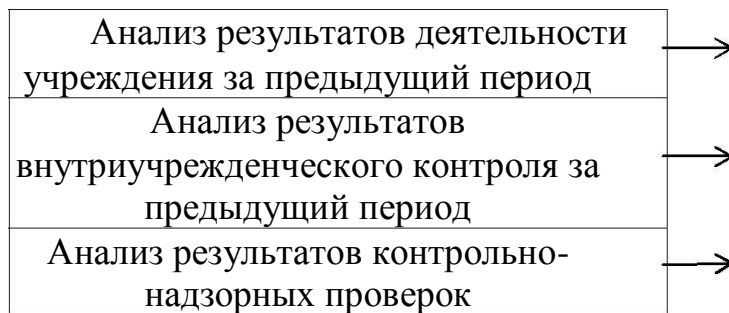 Анализ результатов деятельности
учреждения за предыдущий период
Анализ результатов
внутриучрежденческого контроля за
предыдущий период
Анализ результатов контрольно-
надзорных проверок